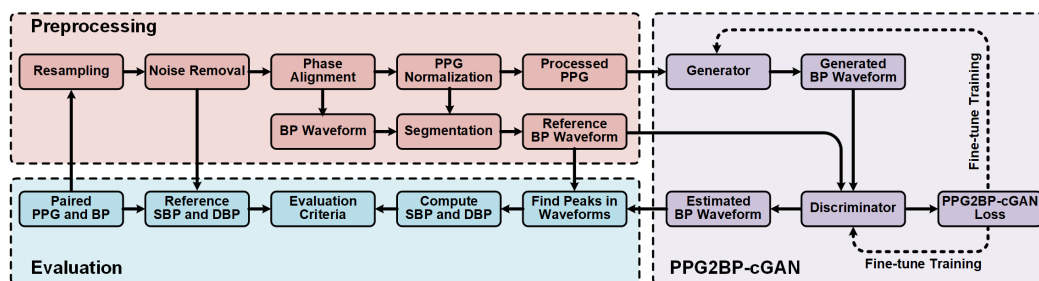 Preprocessing
Resampling
Noise Removal
Phase
Alignment
PPG
Normalization
Processed
PPG
BP Waveform
Segmentation
Reference
BP Waveform
Generator
Generated
BP Waveform
Fine-tune Training
Paired
PPG and BP
Reference
SBP and DBP
Evaluation
Criteria
Compute
SBP and DBP
Find Peaks in
Waveforms
Estimated
BP Waveform
Discriminator
PPG2BP-cGAN
Loss
Fine-tune Training
Evaluation
PPG2BP-cGAN